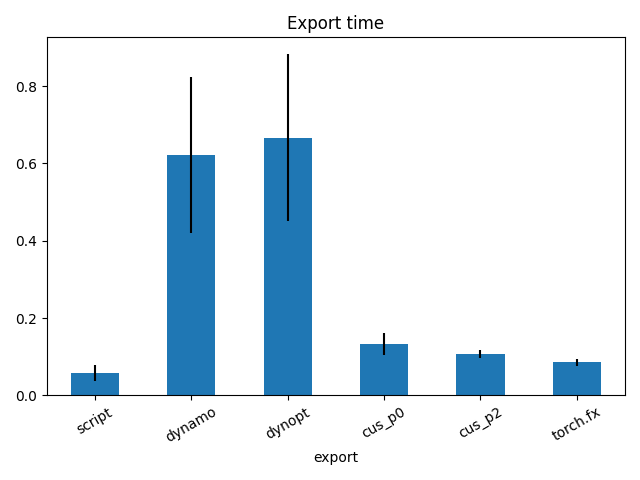 Export time
0.8
0.6
0.4
0.2
0.0
script
dynamo
dynopt
cus_p0
cus_p2
torch.fx
export